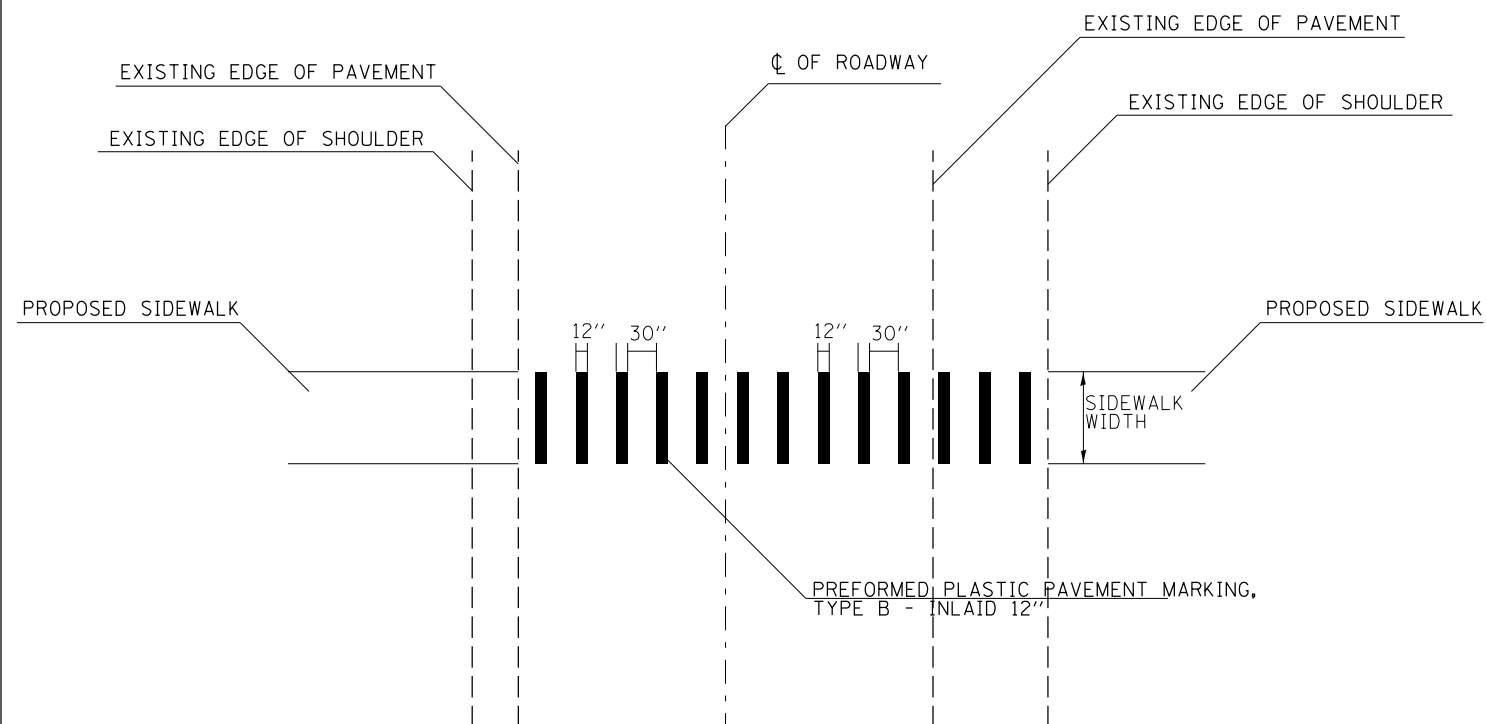 EXISTING EDGE OF PAVEMENT
℄ OF ROADWAY
EXISTING EDGE OF PAVEMENT
EXISTING EDGE OF SHOULDER
EXISTING EDGE OF SHOULDER
PROPOSED SIDEWALK
PROPOSED SIDEWALK
12'' 30''
12'' 30''
SIDEWALK
WIDTH
PREFORMED PLASTIC PAVEMENT MARKING,
TYPE B - INLAID 12''